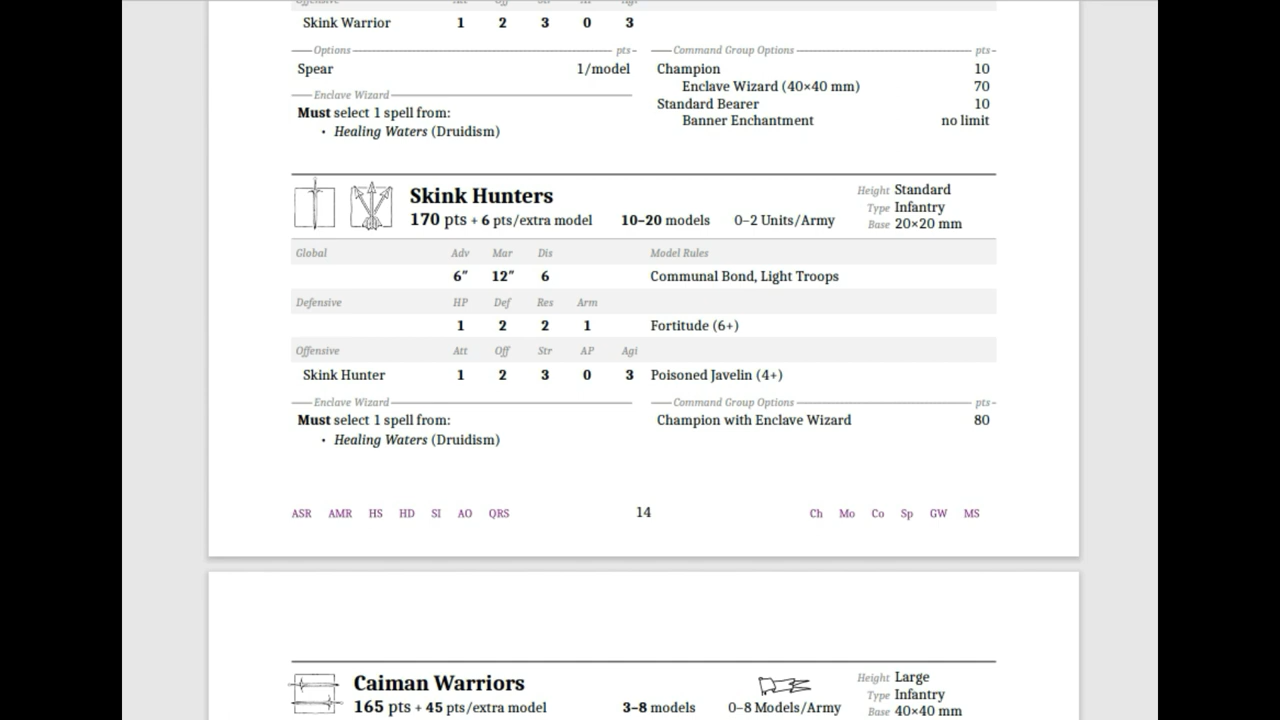 Offensive Att Off Str AP Agi
Skink Warrior 1 2 3 0 3
Options pts
Spear 1/model
Enclave Wizard
Must select 1 spell from:
• Healing Waters (Druidism)
Command Group Options pts
Champion 10
Enclave Wizard (40×40 mm) 70
Standard Bearer 10
Banner Enchantment no limit
Skink Hunters
170 pts + 6 pts/extra model 10–20 models 0–2 Units/Army
Height Standard
Type Infantry
Base 20×20 mm
Global Adv Mar Dis Model Rules
6″ 12″ 6 Communal Bond, Light Troops
Defensive HP Def Res Arm
1 2 2 1 Fortitude (6+)
Offensive Att Off Str AP Agi
Skink Hunter 1 2 3 0 3 Poisoned Javelin (4+)
Enclave Wizard
Must select 1 spell from:
• Healing Waters (Druidism)
Command Group Options pts
Champion with Enclave Wizard 80
ASR AMR HS HD SI AO QRS 14 Ch Mo Co Sp GW MS
Caiman Warriors
165 pts + 45 pts/extra model 3–8 models 0–8 Models/Army
Height Large
Type Infantry
Base 40×40 mm